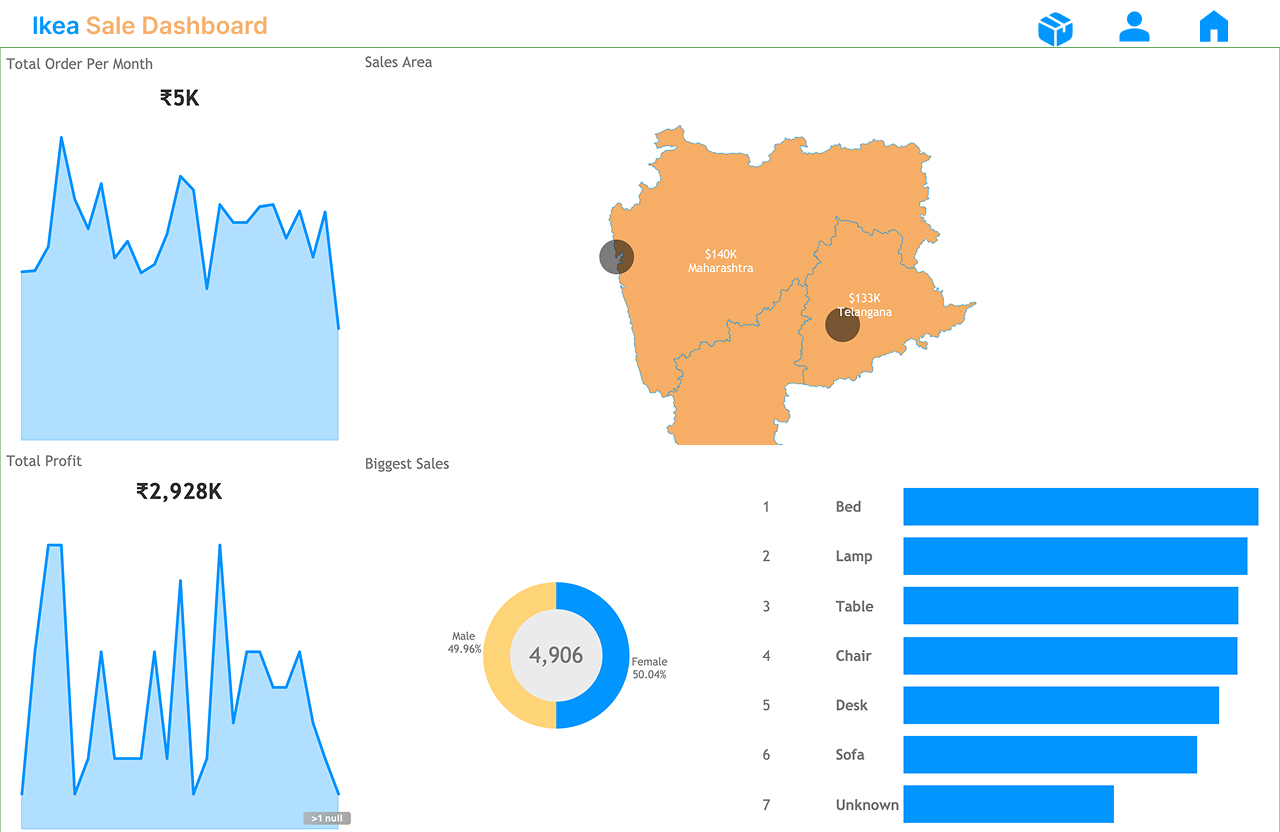 Ikea Sale Dashboard
Total Order Per Month
₹5K
Sales Area
$140K
Maharashtra
$133K
Telangana
Total Profit
₹2,928K
>1 null
Biggest Sales
Male
49.96%
4,906
Female
50.04%
1 Bed
2 Lamp
3 Table
4 Chair
5 Desk
6 Sofa
7 Unknown